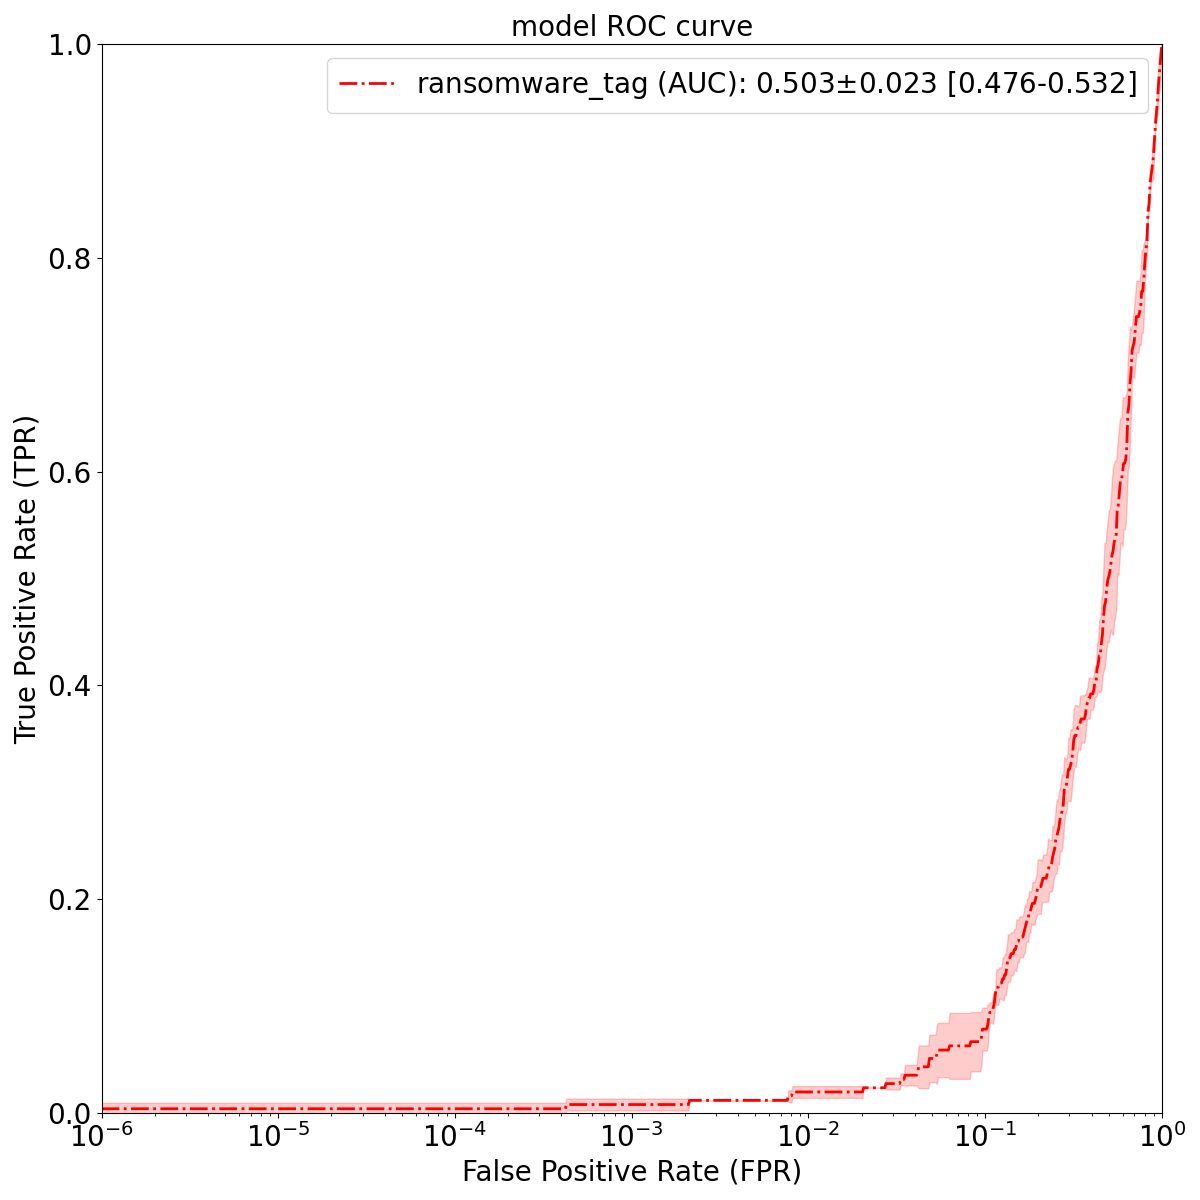 model ROC curve
ransomware_tag (AUC): 0.503±0.023 [0.476-0.532]
1.0
0.8
0.6
0.4
0.2
0.0
True Positive Rate (TPR)
10⁻⁶ 10⁻⁵ 10⁻⁴ 10⁻³ 10⁻² 10⁻¹ 10⁰
False Positive Rate (FPR)